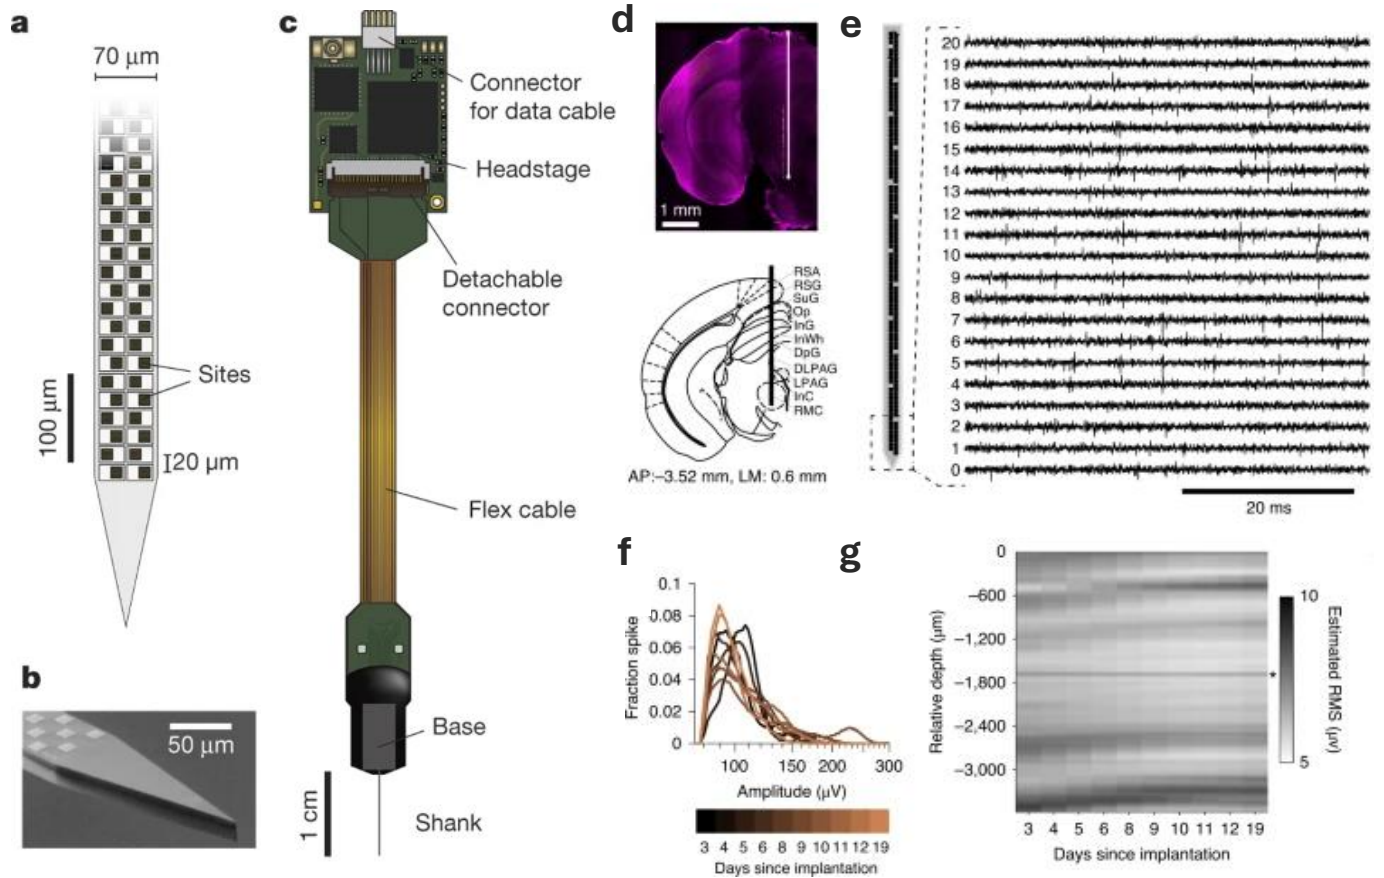 a
70 µm
Sites
100 µm
20 µm
b
50 µm
c
Connector
for data cable
Headstage
Detachable
connector
Flex cable
Base
1 cm
Shank
d
1 mm
RSA
RSG
SuG
Op
InG
InWh
DpG
DLPAG
LPAG
InC
RMC
AP:–3.52 mm, LM: 0.6 mm
e
20
19
18
17
16
15
14
13
12
11
10
9
8
7
6
5
4
3
2
1
0
20 ms
f
Fraction spike
0.1
0.08
0.06
0.04
0.02
0
100 150 200 300
Amplitude (µV)
3 4 5 6 8 9 10 11 12 19
Days since implantation
g
Relative depth (µm)
0
–600
–1,200
–1,800
–2,400
–3,000
*
3 4 5 6 8 9 10 11 12 19
Days since implantation
10
5
Estimated RMS
(µv)